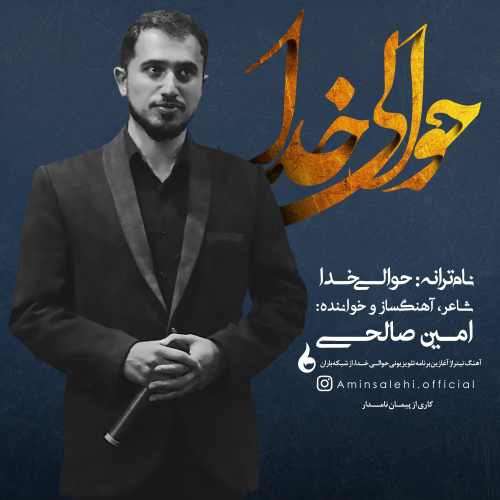 حوالی خدا
نام ترانه: حوالی خدا
شاعر، آهنگساز و خواننده:
امین صالحی
آهنگ تیتراژ آغازین برنامه تلویزیونی حوالی خدا، از شبکه باران
Aminsalehi.official
کاری از پیمان نامدار